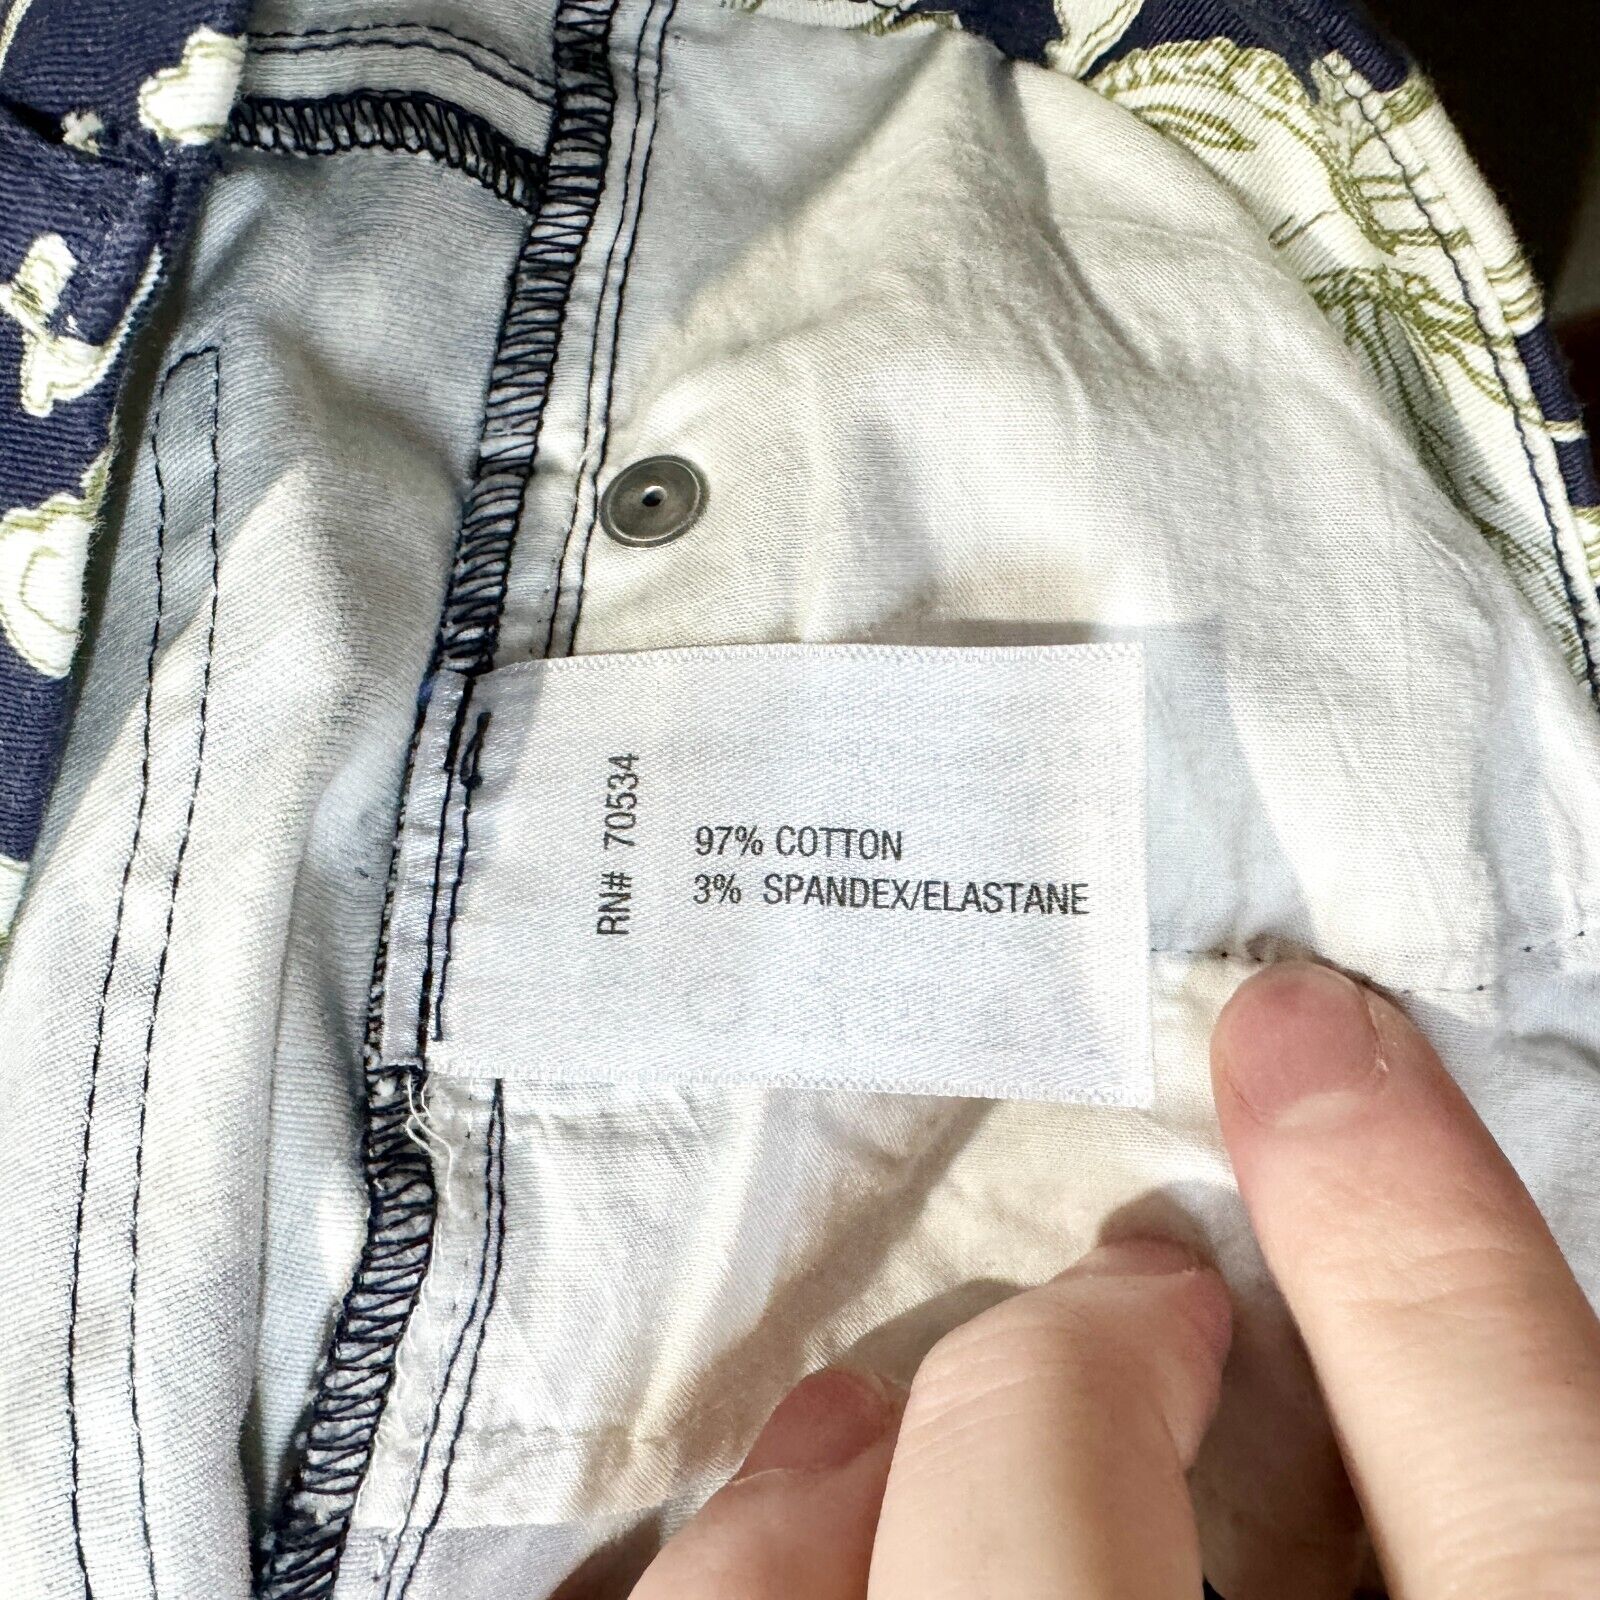 RN# 70534
97% COTTON
3% SPANDEX/ELASTANE